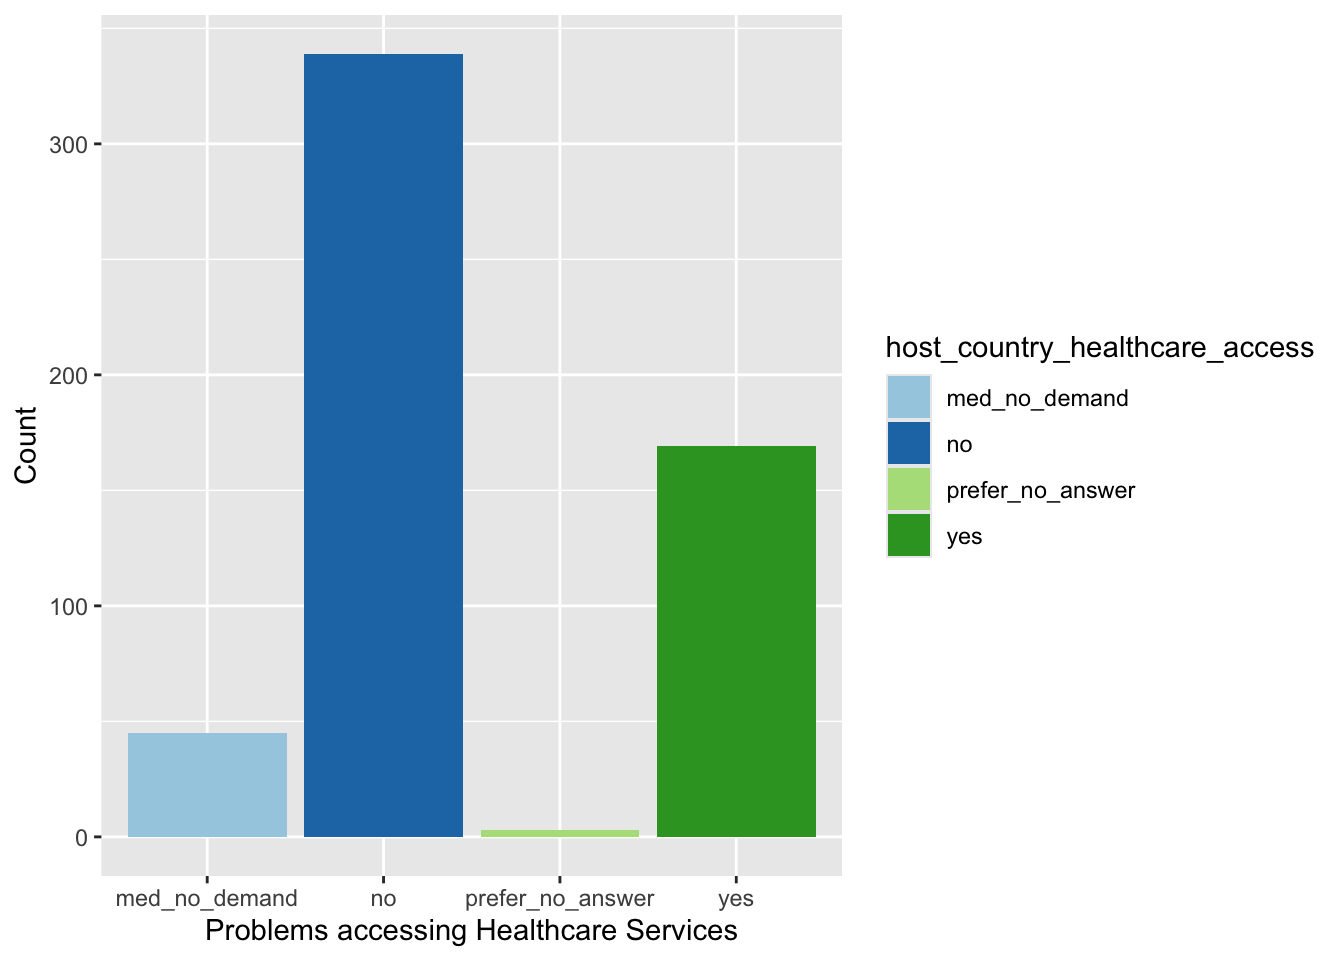 300
200
100
0
Count
med_no_demand
no
prefer_no_answer
yes
Problems accessing Healthcare Services
host_country_healthcare_access
med_no_demand
no
prefer_no_answer
yes